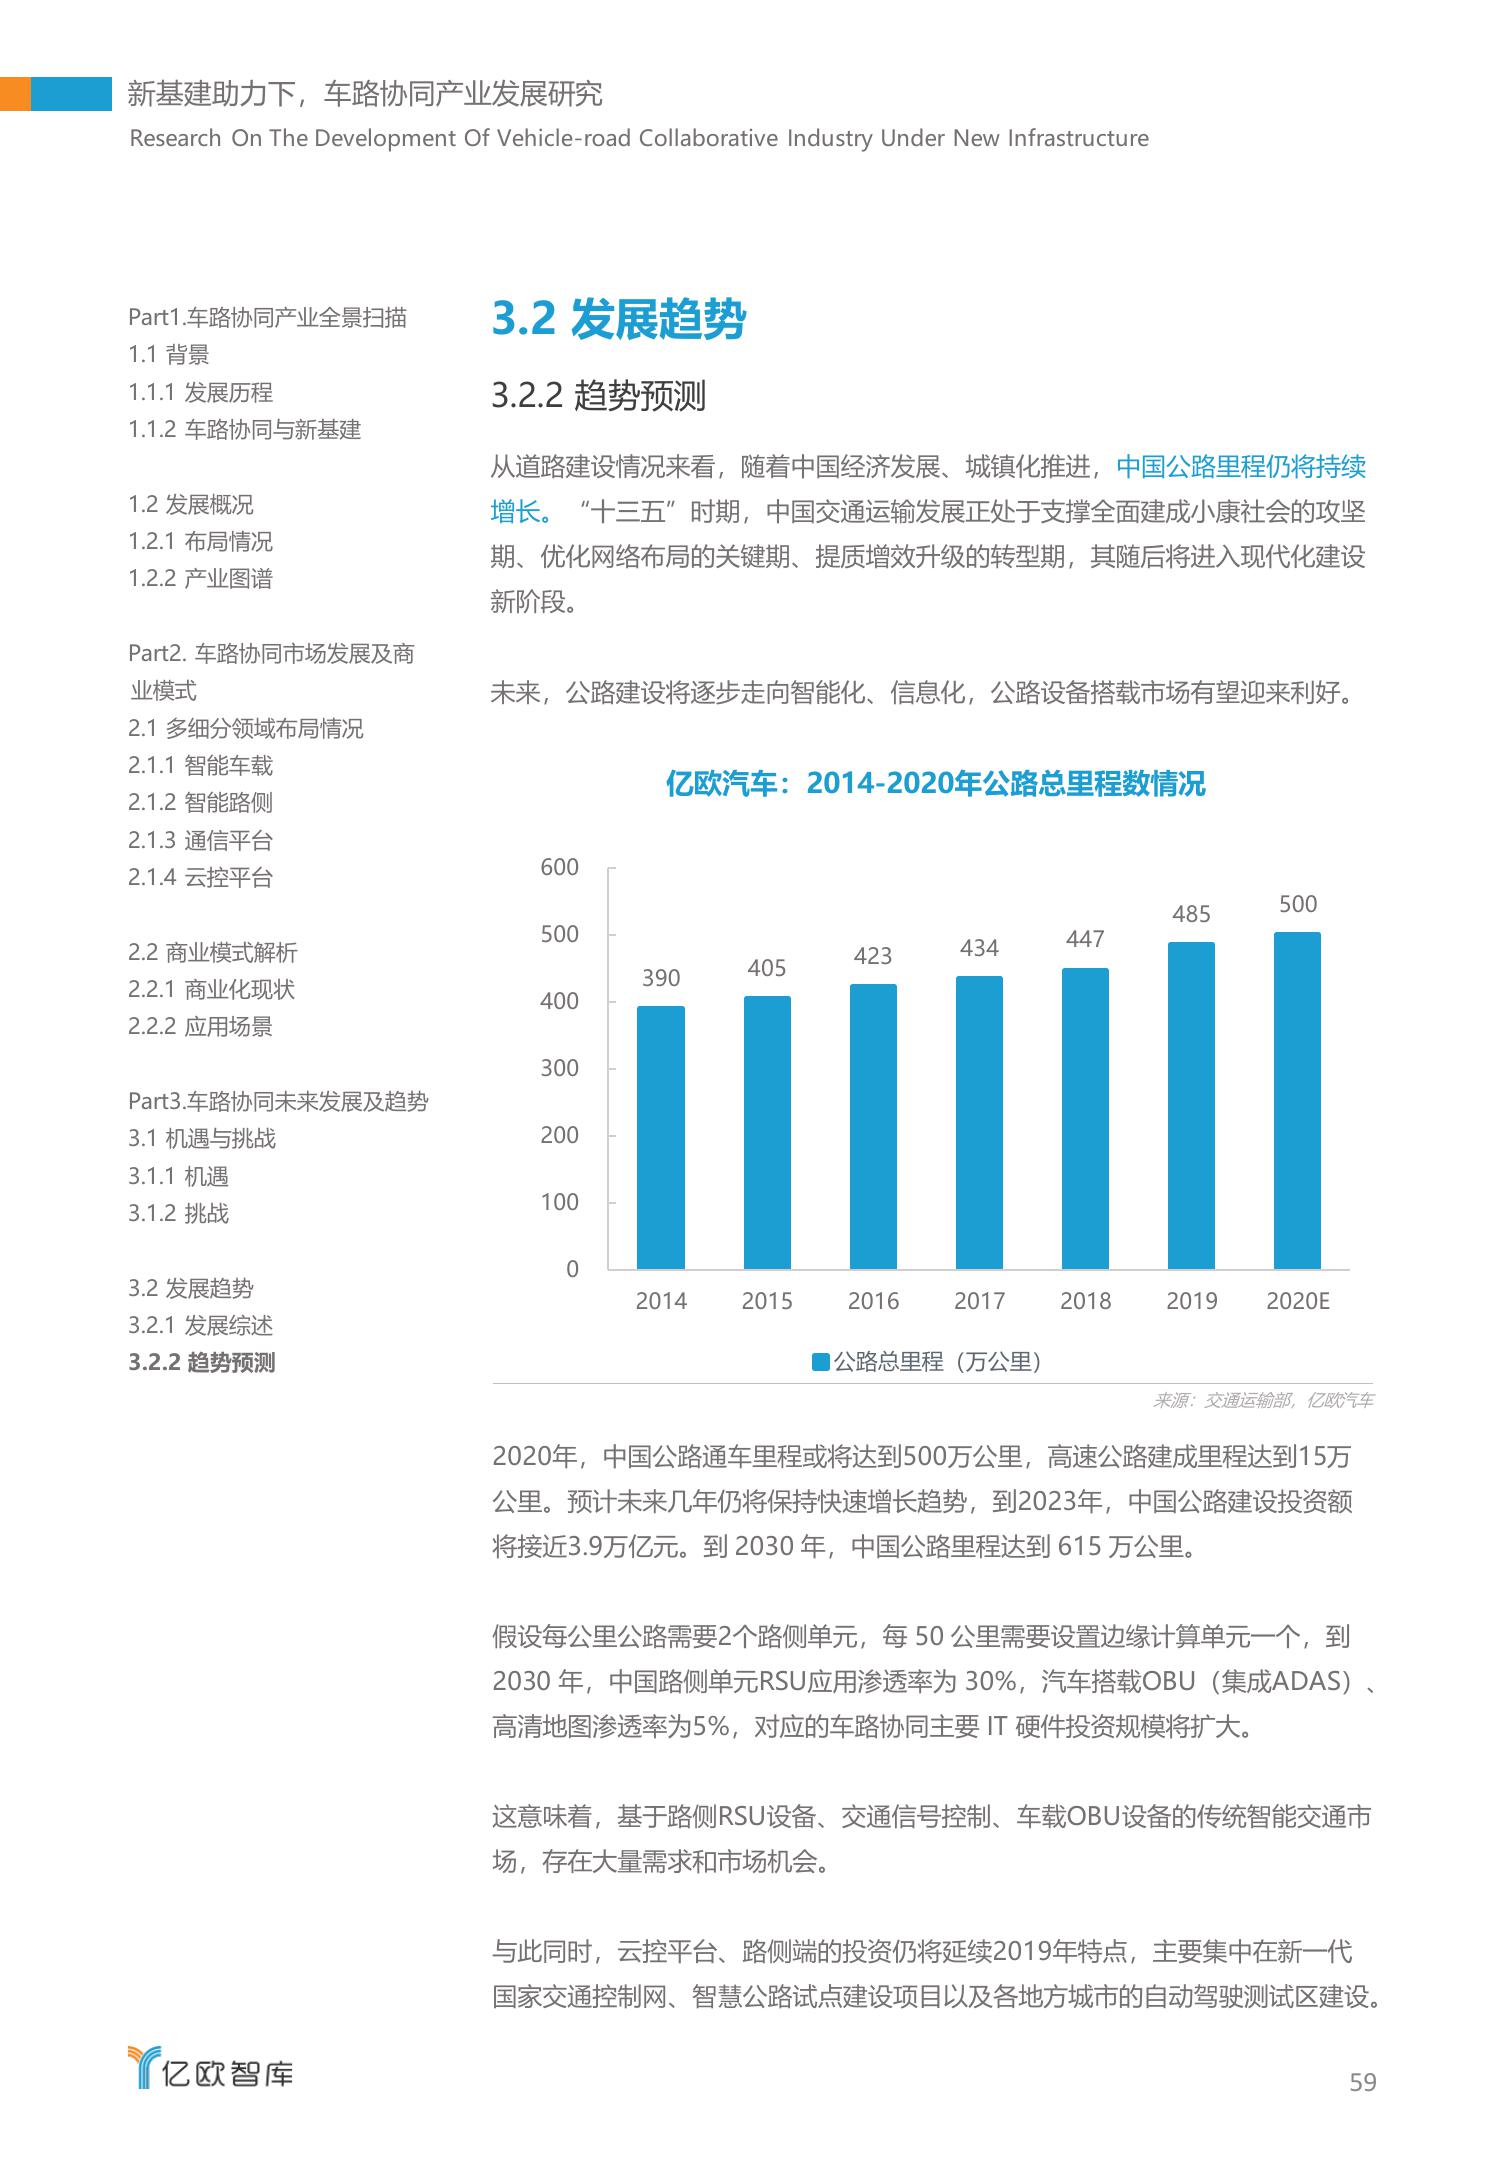 新基建助力下，车路协同产业发展研究
Research On The Development Of Vehicle-road Collaborative Industry Under New Infrastructure
Part1.车路协同产业全景扫描
1.1 背景
1.1.1 发展历程
1.1.2 车路协同与新基建
1.2 发展概况
1.2.1 布局情况
1.2.2 产业图谱
Part2. 车路协同市场发展及商
业模式
2.1 多细分领域布局情况
2.1.1 智能车载
2.1.2 智能路侧
2.1.3 通信平台
2.1.4 云控平台
2.2 商业模式解析
2.2.1 商业化现状
2.2.2 应用场景
Part3.车路协同未来发展及趋势
3.1 机遇与挑战
3.1.1 机遇
3.1.2 挑战
3.2 发展趋势
3.2.1 发展综述
3.2.2 趋势预测
3.2 发展趋势
3.2.2 趋势预测
从道路建设情况来看，随着中国经济发展、城镇化推进，中国公路里程仍将持续
增长。“十三五”时期，中国交通运输发展正处于支撑全面建成小康社会的攻坚
期、优化网络布局的关键期、提质增效升级的转型期，其随后将进入现代化建设
新阶段。
未来，公路建设将逐步走向智能化、信息化，公路设备搭载市场有望迎来利好。
亿欧汽车：2014-2020年公路总里程数情况
600
500
400
300
200
100
0
390
405
423
434
447
485
500
2014
2015
2016
2017
2018
2019
2020E
公路总里程（万公里）
来源：交通运输部，亿欧汽车
2020年，中国公路通车里程或将达到500万公里，高速公路建成里程达到15万
公里。预计未来几年仍将保持快速增长趋势，到2023年，中国公路建设投资额
将接近3.9万亿元。到 2030 年，中国公路里程达到 615 万公里。
假设每公里公路需要2个路侧单元，每 50 公里需要设置边缘计算单元一个，到
2030 年，中国路侧单元RSU应用渗透率为 30%，汽车搭载OBU（集成ADAS）、
高清地图渗透率为5%，对应的车路协同主要 IT 硬件投资规模将扩大。
这意味着，基于路侧RSU设备、交通信号控制、车载OBU设备的传统智能交通市
场，存在大量需求和市场机会。
与此同时，云控平台、路侧端的投资仍将延续2019年特点，主要集中在新一代
国家交通控制网、智慧公路试点建设项目以及各地方城市的自动驾驶测试区建设。
亿欧智库
59